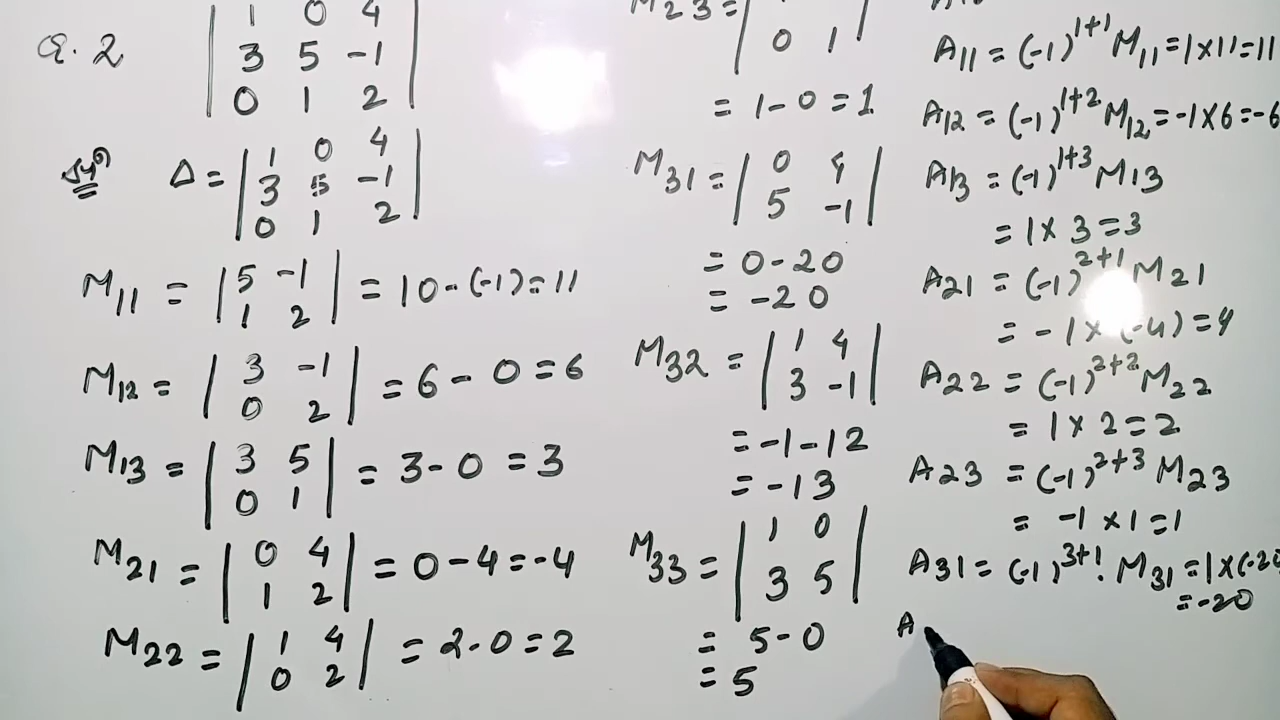 Q. 2 | 1 0 4 |
| 3 5 -1 |
| 0 1 2 |
Solⁿ Δ = | 1 0 4 |
| 3 5 -1 |
| 0 1 2 |
M11 = | 5 -1 | = 10 - (-1) = 11
| 1 2 |
M12 = | 3 -1 | = 6 - 0 = 6
| 0 2 |
M13 = | 3 5 | = 3 - 0 = 3
| 0 1 |
M21 = | 0 4 | = 0 - 4 = -4
| 1 2 |
M22 = | 1 4 | = 2 - 0 = 2
| 0 2 |
M23 = |
| 0 1 |
= 1 - 0 = 1
M31 = | 0 4 |
| 5 -1 |
= 0 - 20
= -20
M32 = | 1 4 |
| 3 -1 |
= -1 - 12
= -13
M33 = | 1 0 |
| 3 5 |
= 5 - 0
= 5
A11 = (-1)^1+1 M11 = 1 × 11 = 11
A12 = (-1)^1+2 M12 = -1 × 6 = -6
A13 = (-1)^1+3 M13
= 1 × 3 = 3
A21 = (-1)^2+1 M21
= -1 × (-4) = 4
A22 = (-1)^2+2 M22
= 1 × 2 = 2
A23 = (-1)^2+3 M23
= -1 × 1 = 1
A31 = (-1)^3+1 . M31 = 1 × (-20
= -20
A